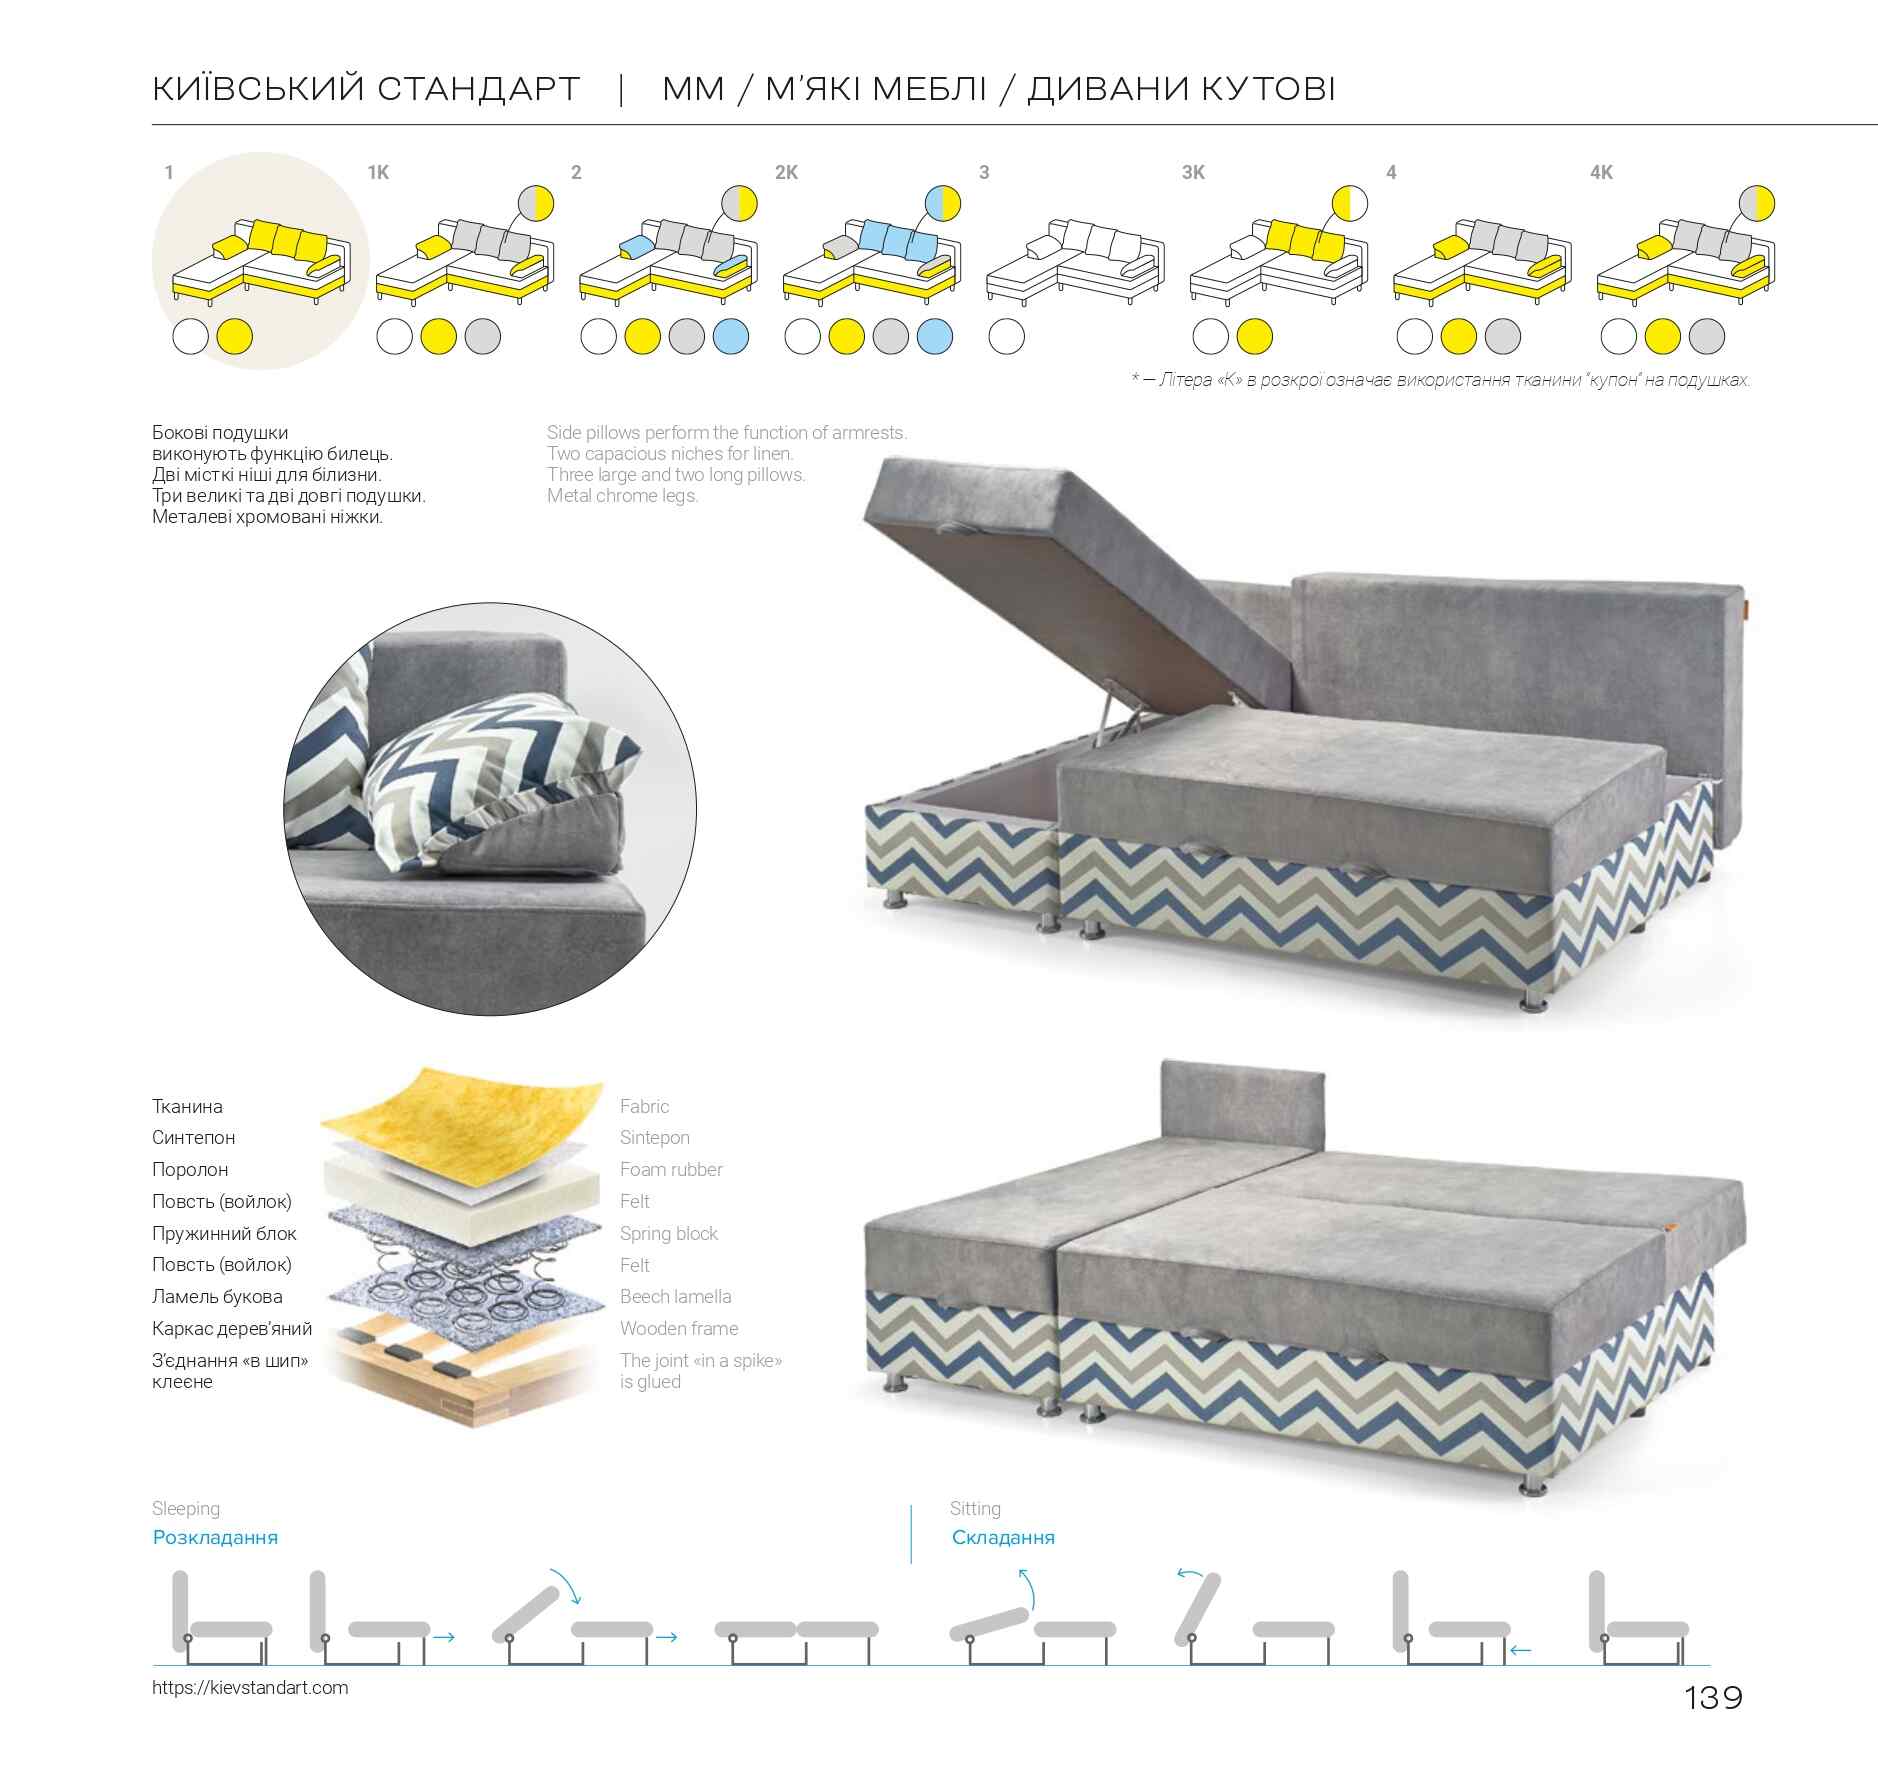 КИЇВСЬКИЙ СТАНДАРТ | ММ / М’ЯКІ МЕБЛІ / ДИВАНИ КУТОВІ
1 1K 2 2K 3 3K 4 4K
* — Літера «К» в розкрої означає використання тканини “купон” на подушках.
Бокові подушки
виконують функцію билець.
Дві місткі ніші для білизни.
Три великі та дві довгі подушки.
Металеві хромовані ніжки.
Side pillows perform the function of armrests.
Two capacious niches for linen.
Three large and two long pillows.
Metal chrome legs.
Тканина
Синтепон
Поролон
Повсть (войлок)
Пружинний блок
Повсть (войлок)
Ламель букова
Каркас дерев’яний
З’єднання «в шип»
клеєне
Fabric
Sintepon
Foam rubber
Felt
Spring block
Felt
Beech lamella
Wooden frame
The joint «in a spike»
is glued
Sleeping
Розкладання
Sitting
Складання
https://kievstandart.com
139